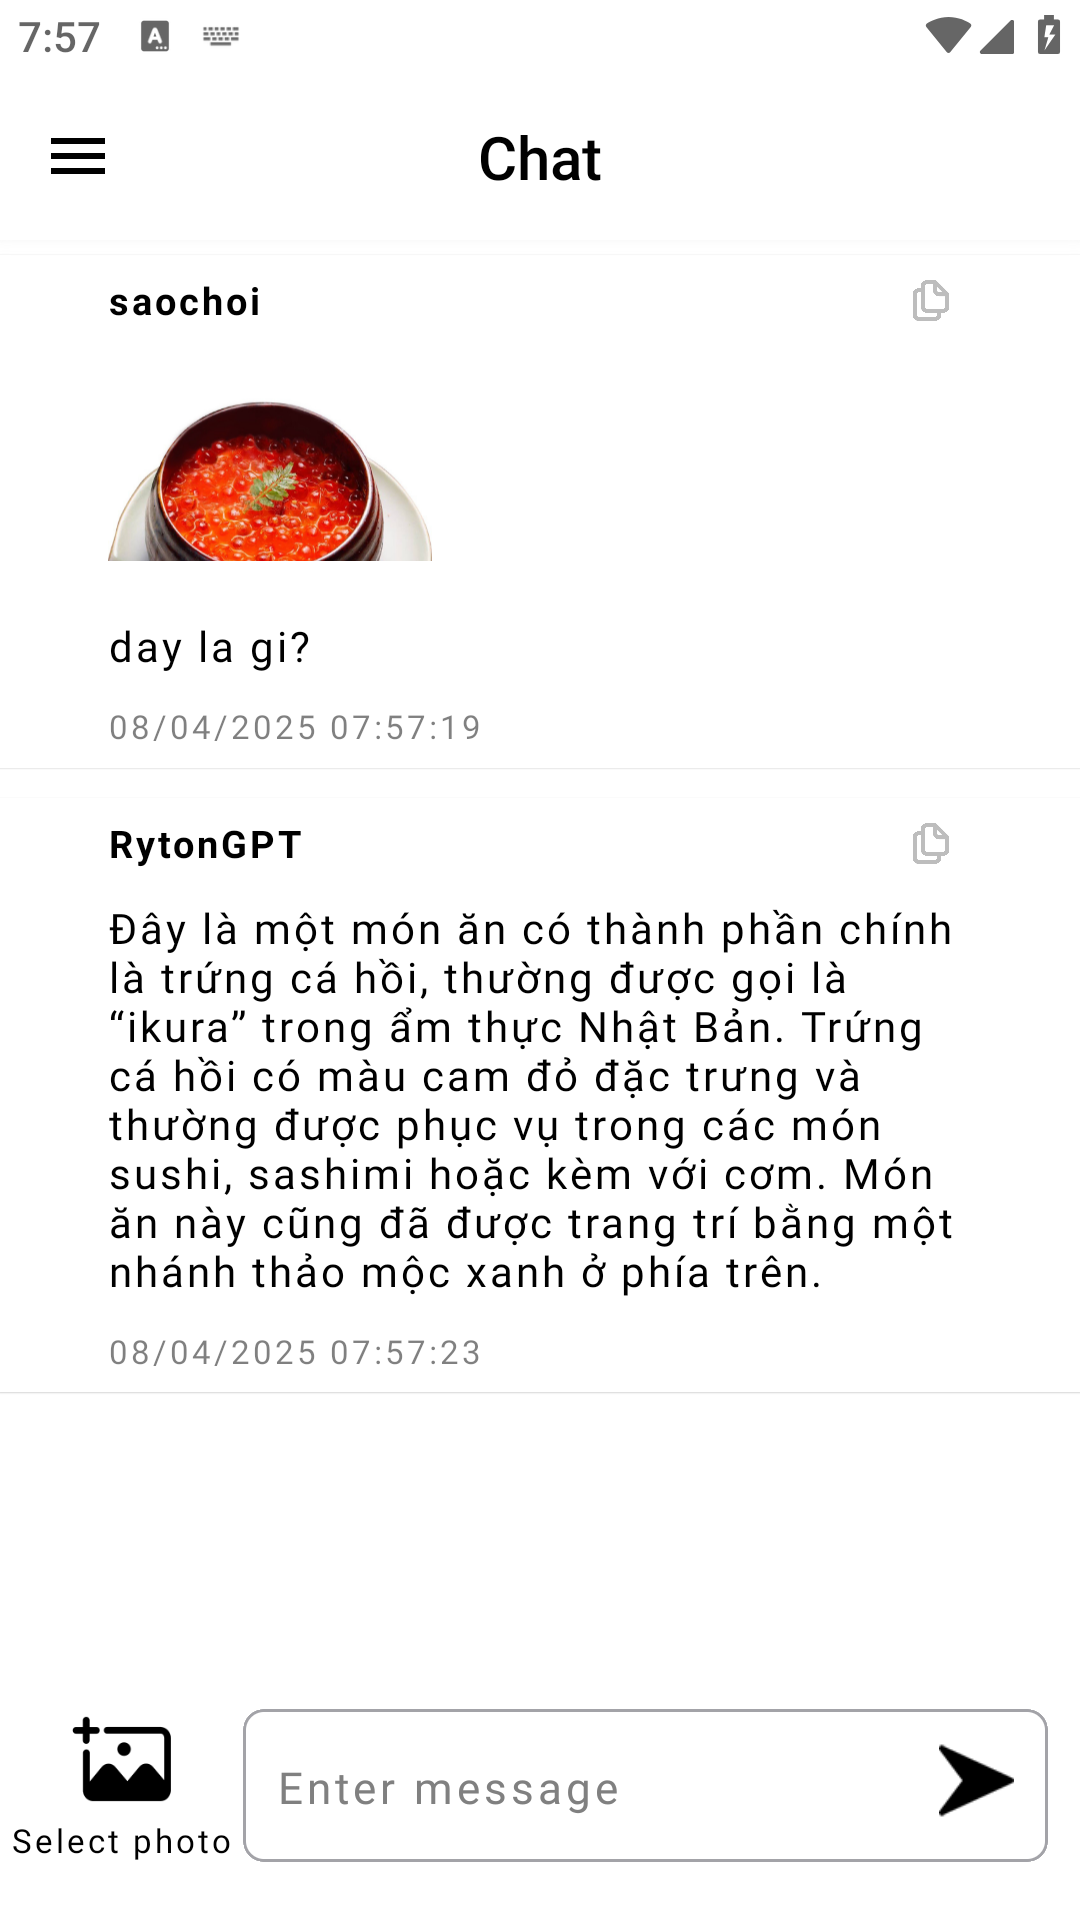 7:57
Chat
saochoi
day la gi?
08/04/2025 07:57:19
RytonGPT
Đây là một món ăn có thành phần chính
là trứng cá hồi, thường được gọi là
“ikura” trong ẩm thực Nhật Bản. Trứng
cá hồi có màu cam đỏ đặc trưng và
thường được phục vụ trong các món
sushi, sashimi hoặc kèm với cơm. Món
ăn này cũng đã được trang trí bằng một
nhánh thảo mộc xanh ở phía trên.
08/04/2025 07:57:23
Enter message
Select photo